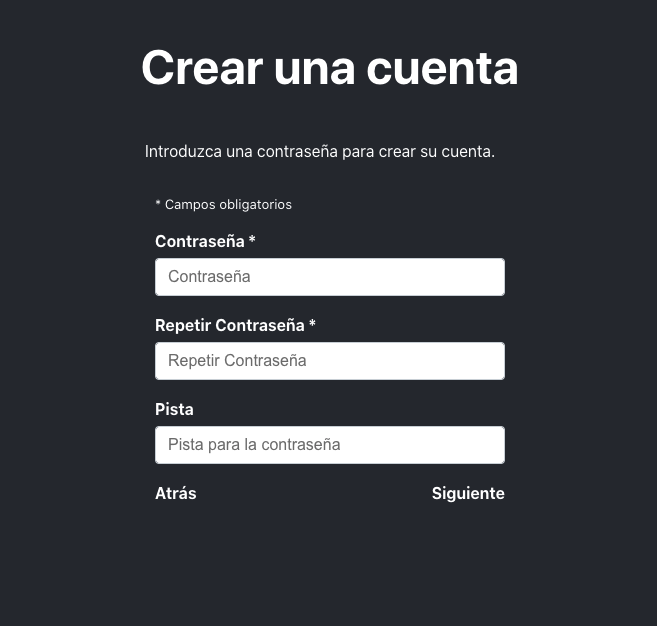 Crear una cuenta
Introduzca una contraseña para crear su cuenta.
* Campos obligatorios
Contraseña *
Contraseña
Repetir Contraseña *
Repetir Contraseña
Pista
Pista para la contraseña
Atrás Siguiente